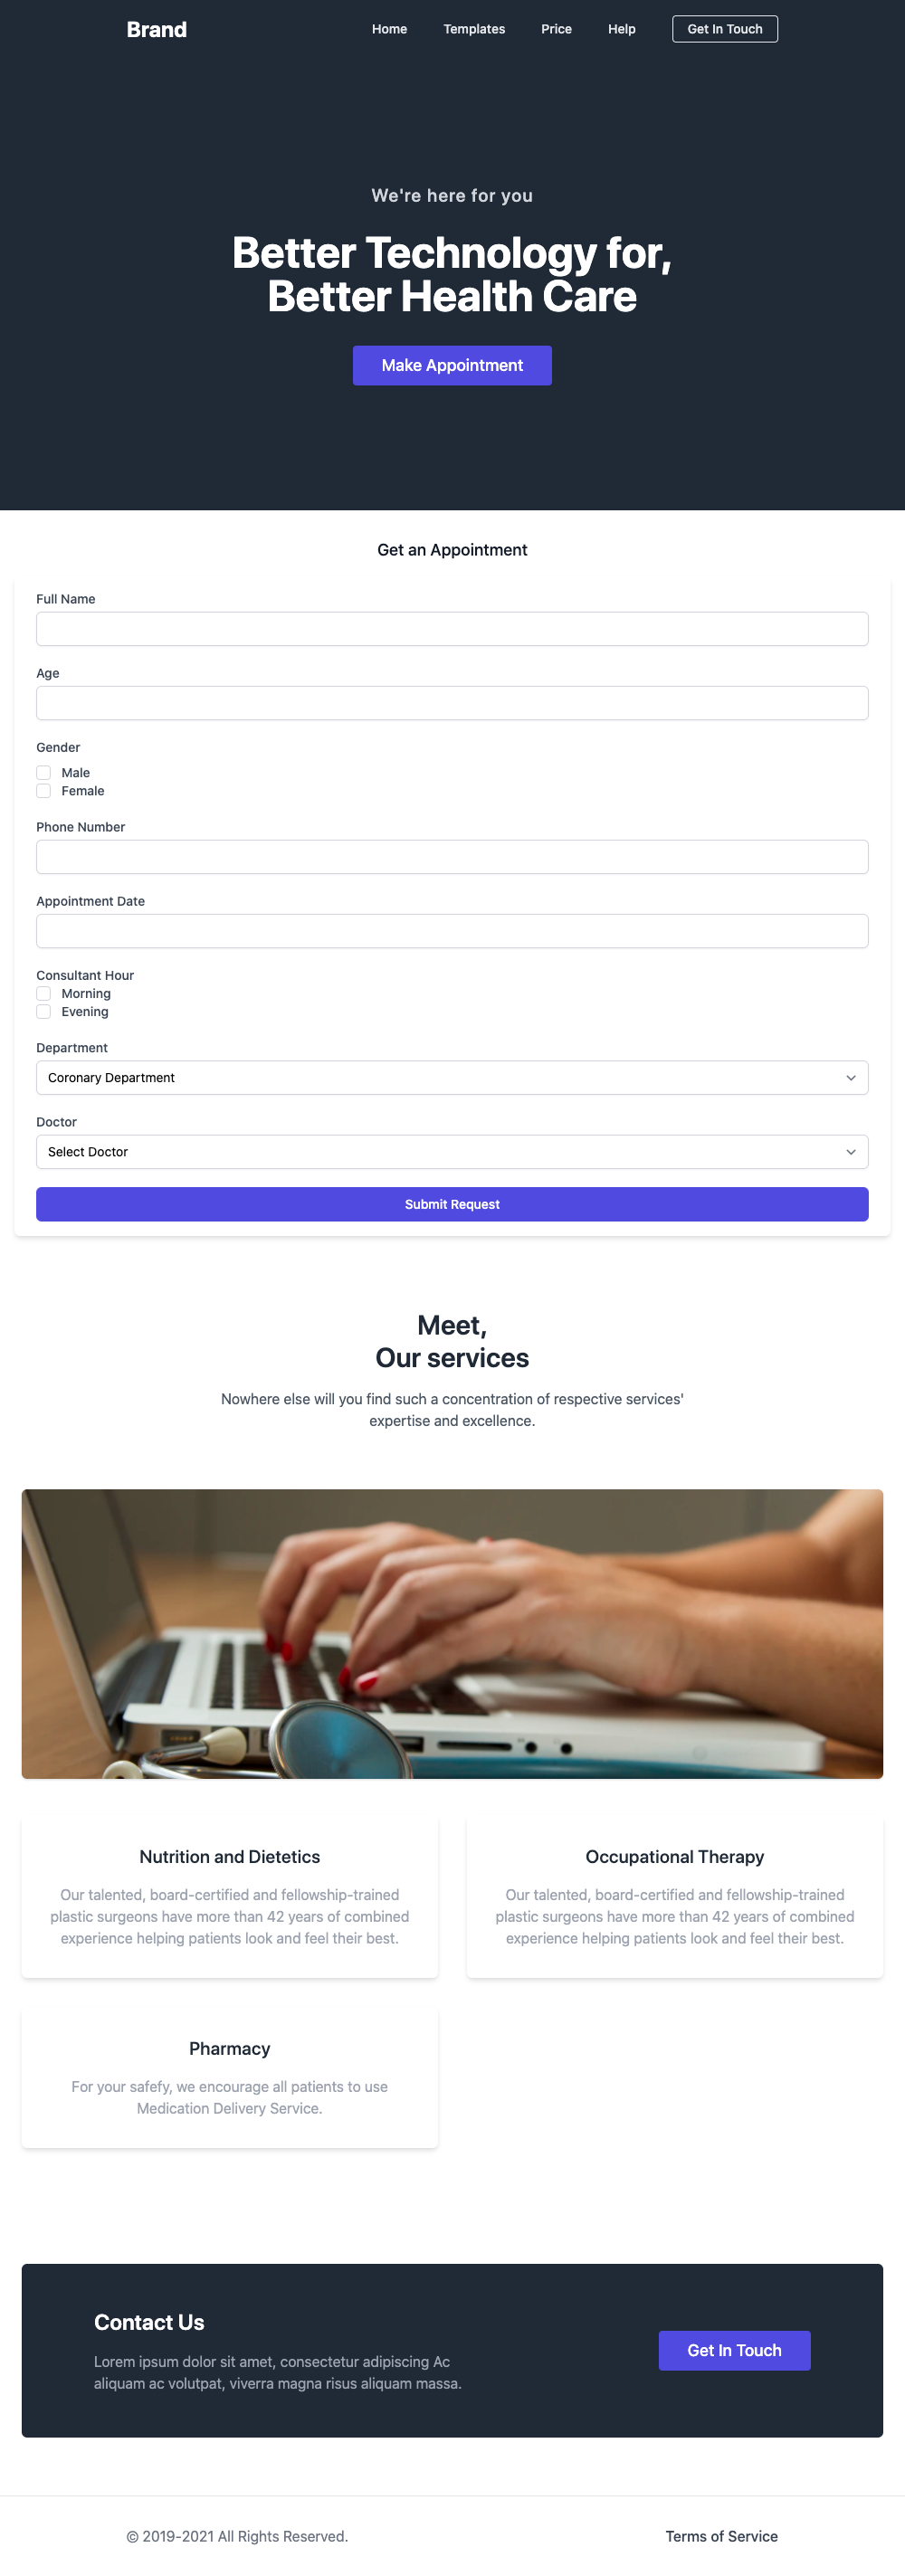 Brand
Home
Templates
Price
Help
Get In Touch
We're here for you
Better Technology for,
Better Health Care
Make Appointment
Get an Appointment
Full Name
Age
Gender
Male
Female
Phone Number
Appointment Date
Consultant Hour
Morning
Evening
Department
Coronary Department
Doctor
Select Doctor
Submit Request
Meet,
Our services
Nowhere else will you find such a concentration of respective services'
expertise and excellence.
Nutrition and Dietetics
Our talented, board-certified and fellowship-trained
plastic surgeons have more than 42 years of combined
experience helping patients look and feel their best.
Occupational Therapy
Our talented, board-certified and fellowship-trained
plastic surgeons have more than 42 years of combined
experience helping patients look and feel their best.
Pharmacy
For your safefy, we encourage all patients to use
Medication Delivery Service.
Contact Us
Lorem ipsum dolor sit amet, consectetur adipiscing Ac
aliquam ac volutpat, viverra magna risus aliquam massa.
Get In Touch
© 2019-2021 All Rights Reserved.
Terms of Service